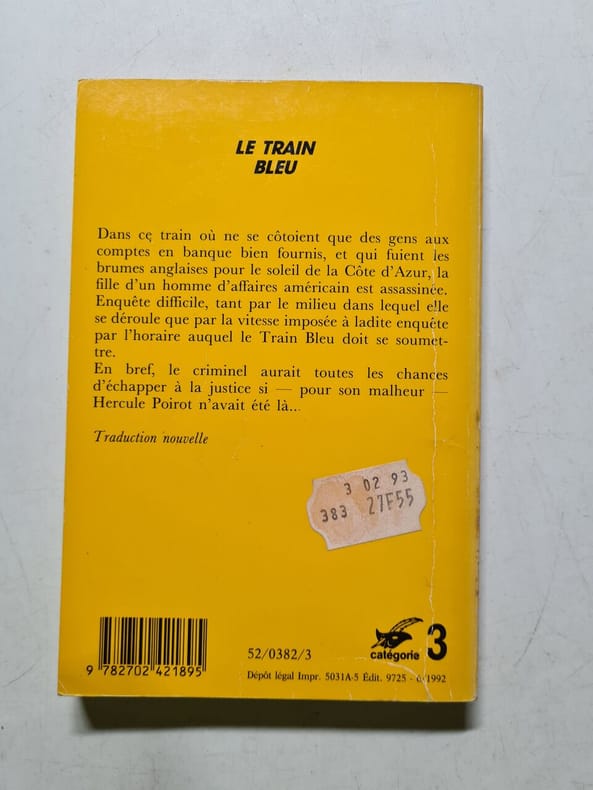 LE TRAIN
BLEU
Dans ce train où ne se côtoient que des gens aux
comptes en banque bien fournis, et qui fuient les
brumes anglaises pour le soleil de la Côte d'Azur, la
fille d'un homme d'affaires américain est assassinée.
Enquête difficile, tant par le milieu dans lequel elle
se déroule que par la vitesse imposée à ladite enquête
par l'horaire auquel le Train Bleu doit se soumet-
tre.
En bref, le criminel aurait toutes les chances
d'échapper à la justice si — pour son malheur —
Hercule Poirot n'avait été là...
Traduction nouvelle
3 02 93
383 27F55
9 782702 421895
52/0382/3
catégorie 3
Dépôt légal Impr. 5031A-5 Édit. 9725 - 6/1992